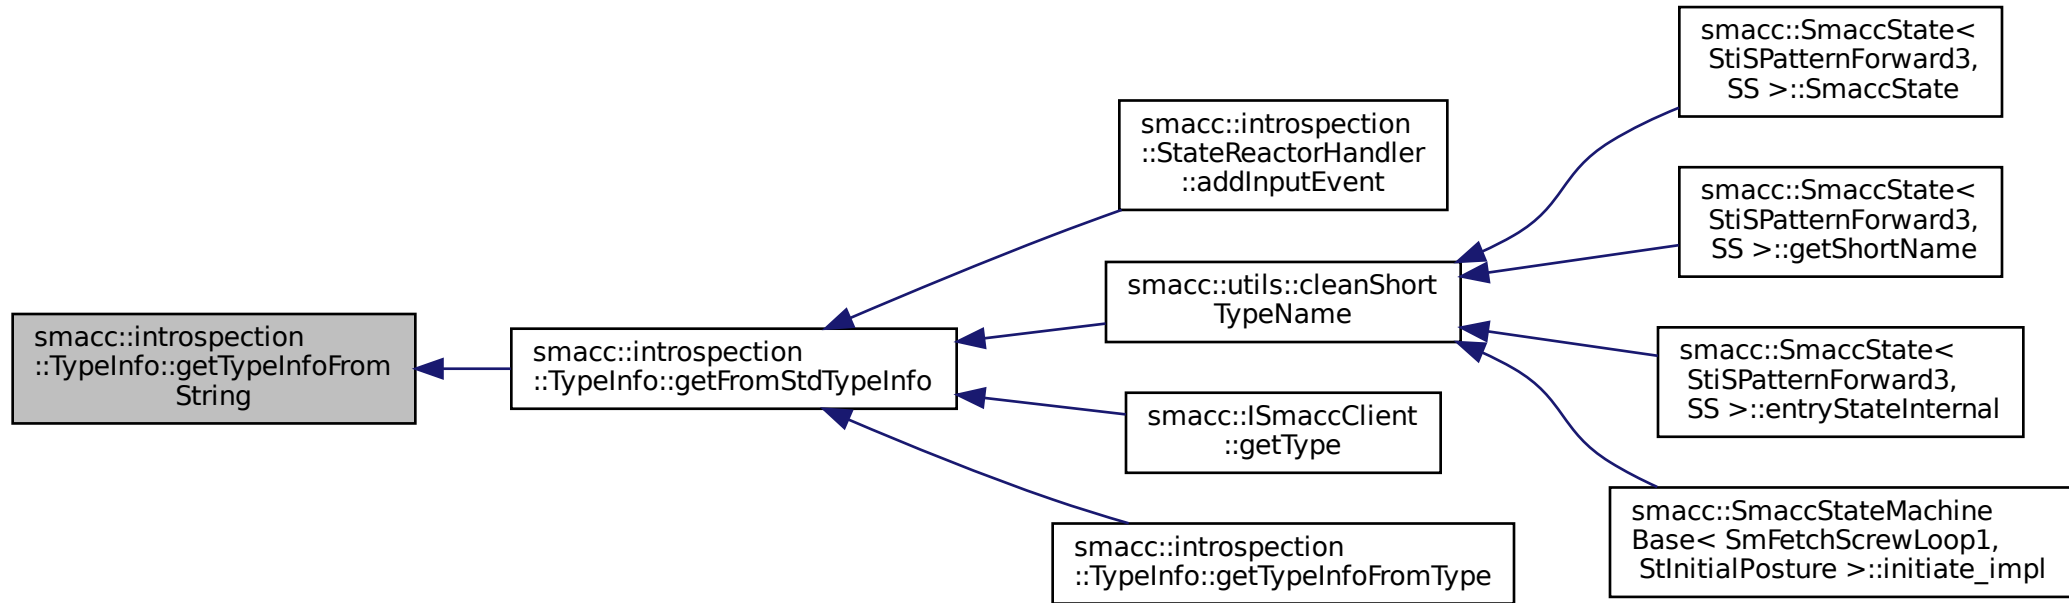 smacc::introspection
::TypeInfo::getTypeInfoFrom
String
smacc::introspection
::TypeInfo::getFromStdTypeInfo
smacc::introspection
::StateReactorHandler
::addInputEvent
smacc::utils::cleanShort
TypeName
smacc::ISmaccClient
::getType
smacc::introspection
::TypeInfo::getTypeInfoFromType
smacc::SmaccState<
StiSPatternForward3,
SS >::SmaccState
smacc::SmaccState<
StiSPatternForward3,
SS >::getShortName
smacc::SmaccState<
StiSPatternForward3,
SS >::entryStateInternal
smacc::SmaccStateMachine
Base< SmFetchScrewLoop1,
StInitialPosture >::initiate_impl